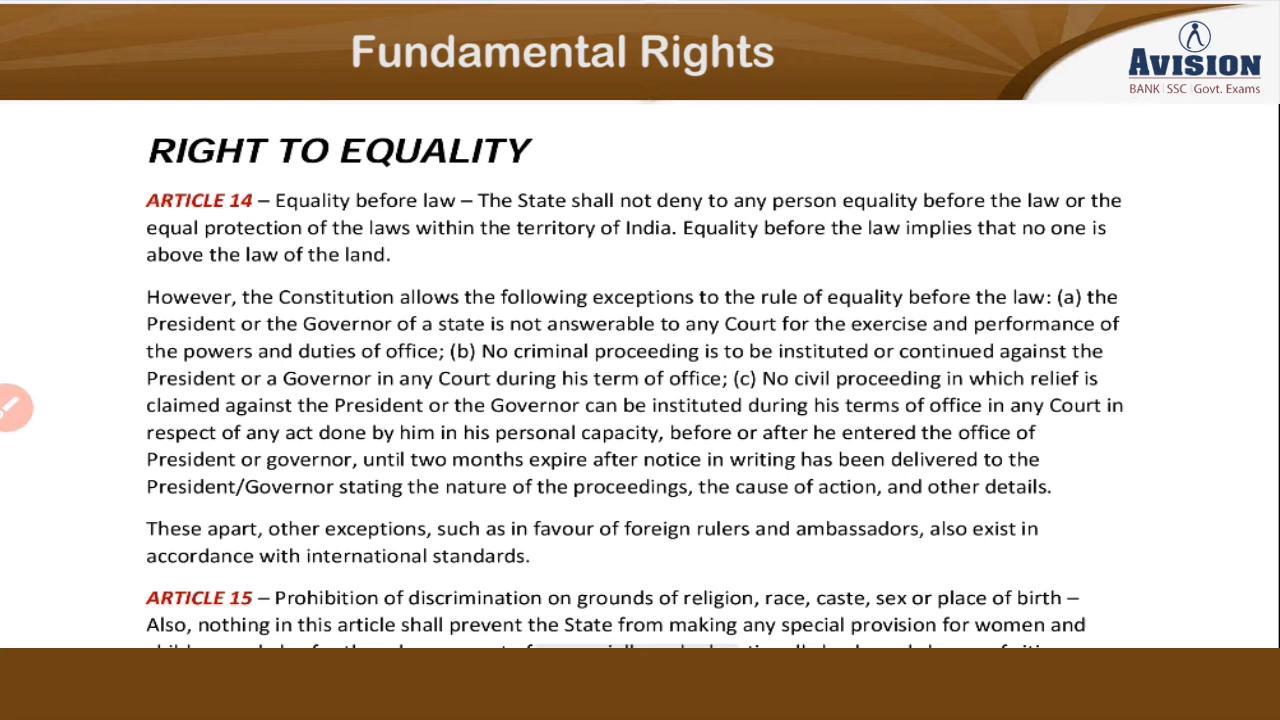 Fundamental Rights
AVISION
BANK | SSC | Govt. Exams
RIGHT TO EQUALITY
ARTICLE 14 – Equality before law – The State shall not deny to any person equality before the law or the
equal protection of the laws within the territory of India. Equality before the law implies that no one is
above the law of the land.
However, the Constitution allows the following exceptions to the rule of equality before the law: (a) the
President or the Governor of a state is not answerable to any Court for the exercise and performance of
the powers and duties of office; (b) No criminal proceeding is to be instituted or continued against the
President or a Governor in any Court during his term of office; (c) No civil proceeding in which relief is
claimed against the President or the Governor can be instituted during his terms of office in any Court in
respect of any act done by him in his personal capacity, before or after he entered the office of
President or governor, until two months expire after notice in writing has been delivered to the
President/Governor stating the nature of the proceedings, the cause of action, and other details.
These apart, other exceptions, such as in favour of foreign rulers and ambassadors, also exist in
accordance with international standards.
ARTICLE 15 – Prohibition of discrimination on grounds of religion, race, caste, sex or place of birth –
Also, nothing in this article shall prevent the State from making any special provision for women and